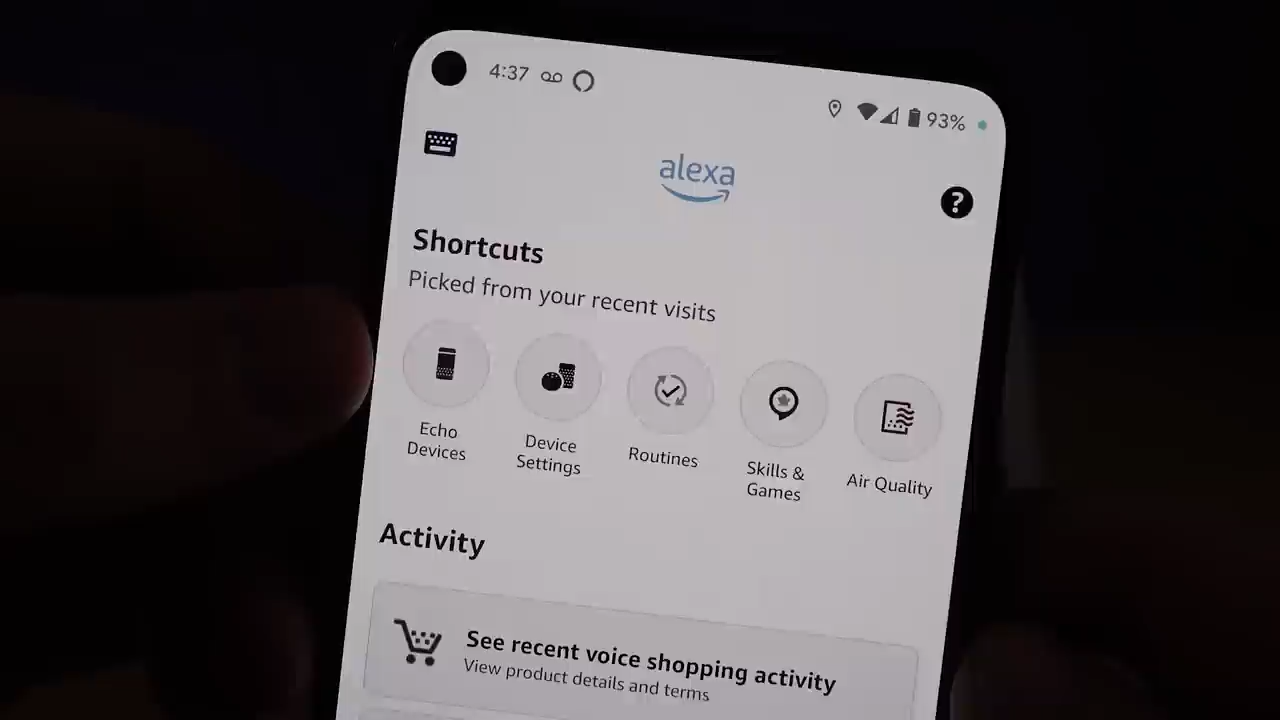 4:37
93%
alexa
?
Shortcuts
Picked from your recent visits
Echo
Devices
Device
Settings
Routines
Skills &
Games
Air Quality
Activity
See recent voice shopping activity
View product details and terms